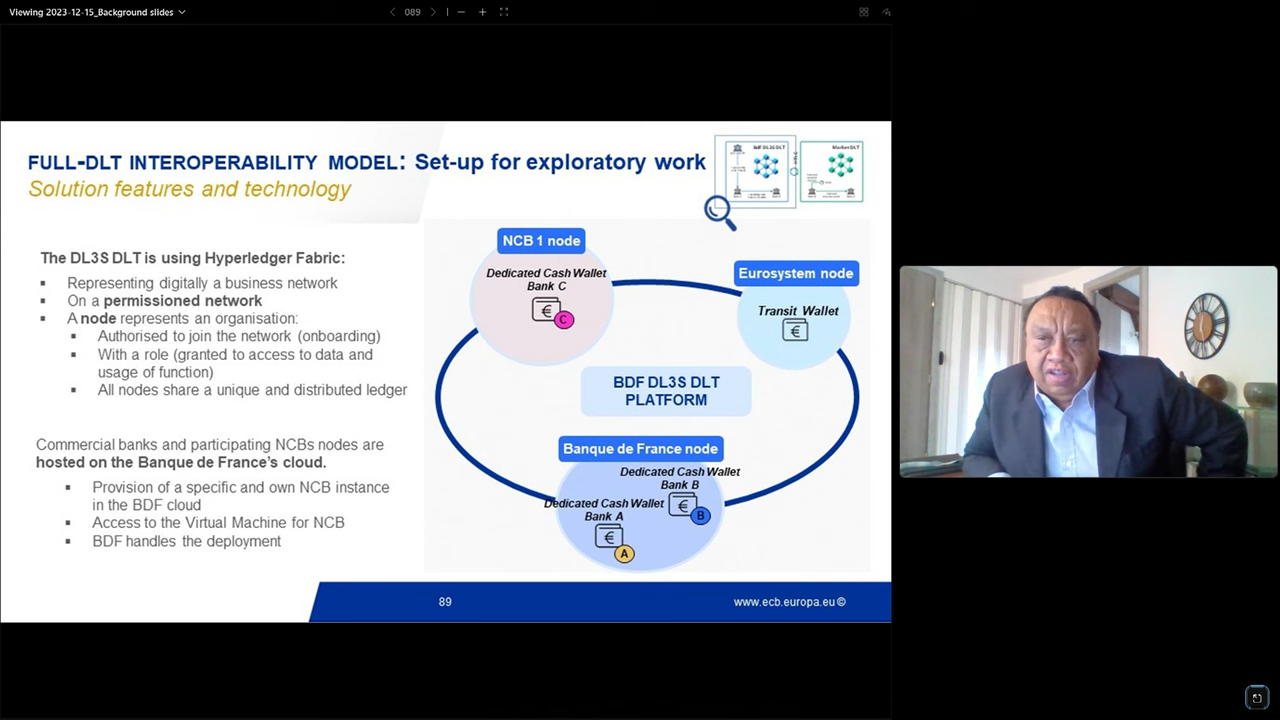 Viewing 2023-12-15_Background slides
089
FULL-DLT INTEROPERABILITY MODEL: Set-up for exploratory work
Solution features and technology
BDF DL3S DLT
Market DLT
The DL3S DLT is using Hyperledger Fabric:
▪ Representing digitally a business network
▪ On a permissioned network
▪ A node represents an organisation:
▪ Authorised to join the network (onboarding)
▪ With a role (granted to access to data and
usage of function)
▪ All nodes share a unique and distributed ledger
Commercial banks and participating NCBs nodes are
hosted on the Banque de France's cloud.
▪ Provision of a specific and own NCB instance
in the BDF cloud
▪ Access to the Virtual Machine for NCB
▪ BDF handles the deployment
NCB 1 node
Dedicated Cash Wallet
Bank C
€
C
Eurosystem node
Transit Wallet
€
BDF DL3S DLT
PLATFORM
Banque de France node
Dedicated Cash Wallet
Bank B
€
B
Dedicated Cash Wallet
Bank A
€
A
89
www.ecb.europa.eu ©